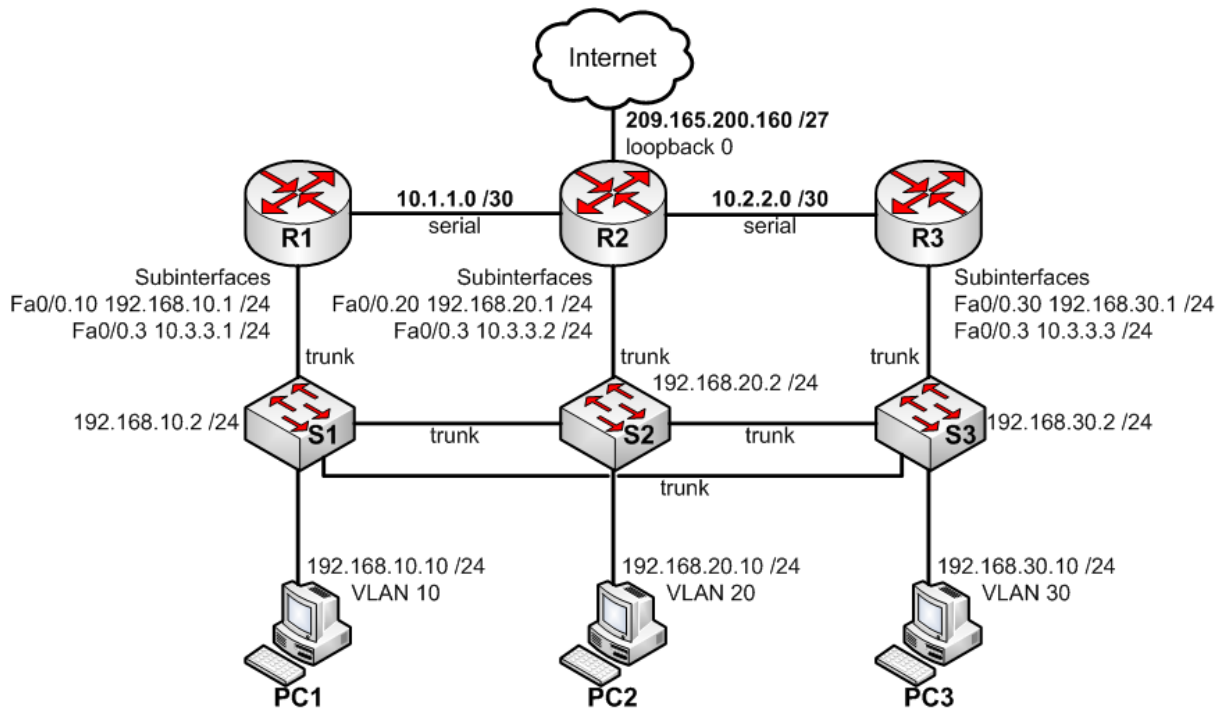 Internet
209.165.200.160 /27
loopback 0
10.1.1.0 /30
serial
10.2.2.0 /30
serial
R1
R2
R3
Subinterfaces
Fa0/0.10 192.168.10.1 /24
Fa0/0.3 10.3.3.1 /24
Subinterfaces
Fa0/0.20 192.168.20.1 /24
Fa0/0.3 10.3.3.2 /24
Subinterfaces
Fa0/0.30 192.168.30.1 /24
Fa0/0.3 10.3.3.3 /24
trunk
trunk
trunk
192.168.10.2 /24
192.168.20.2 /24
192.168.30.2 /24
S1
S2
S3
trunk
trunk
trunk
192.168.10.10 /24
VLAN 10
192.168.20.10 /24
VLAN 20
192.168.30.10 /24
VLAN 30
PC1
PC2
PC3